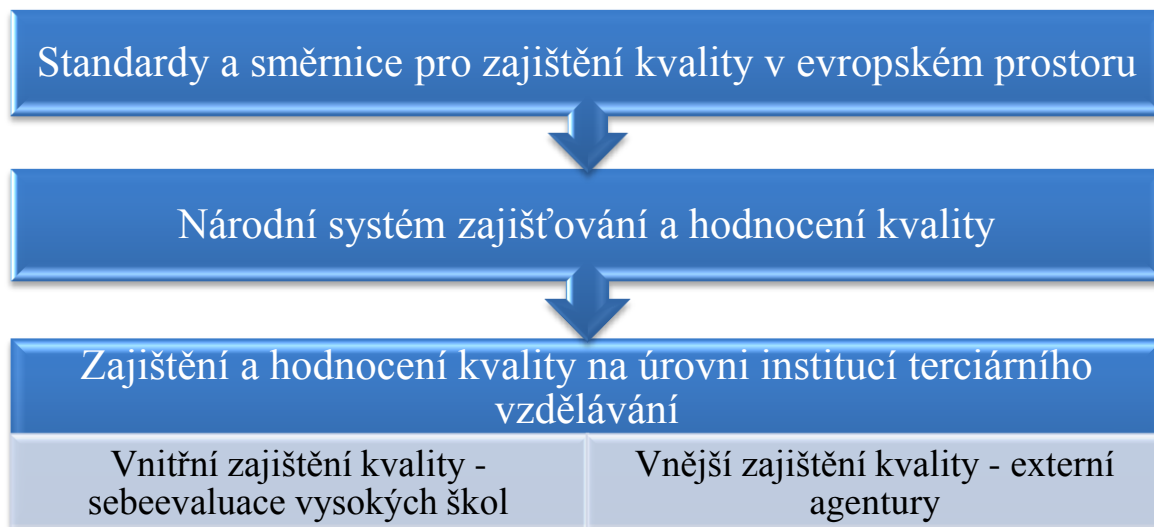 Standardy a směrnice pro zajištění kvality v evropském prostoru
Národní systém zajišťování a hodnocení kvality
Zajištění a hodnocení kvality na úrovni institucí terciárního
vzdělávání
Vnitřní zajištění kvality -
sebeevaluace vysokých škol
Vnější zajištění kvality - externí
agentury